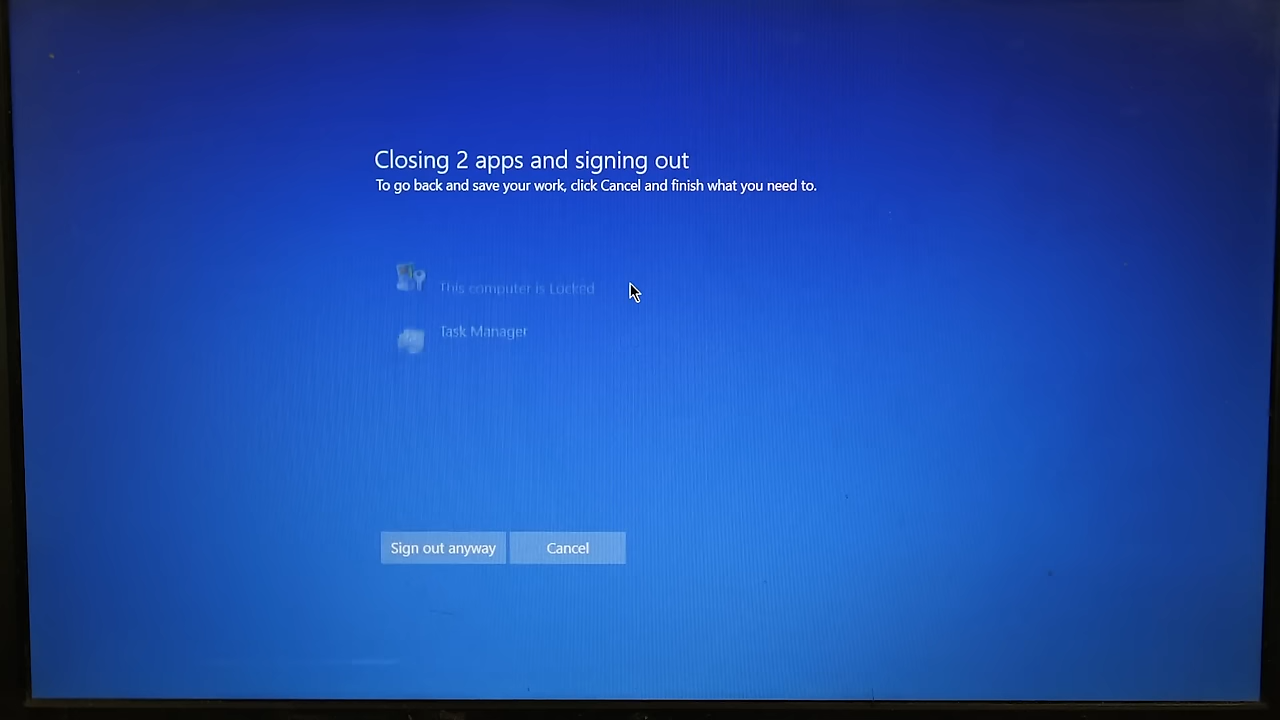 Closing 2 apps and signing out
To go back and save your work, click Cancel and finish what you need to.
This computer is Locked
Task Manager
Sign out anyway
Cancel